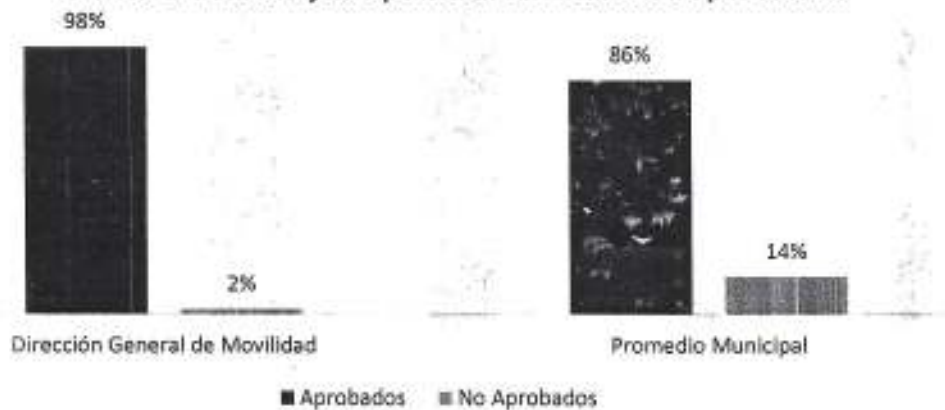 98%
86%
14%
2%
Dirección General de Movilidad
Promedio Municipal
■ Aprobados ■ No Aprobados